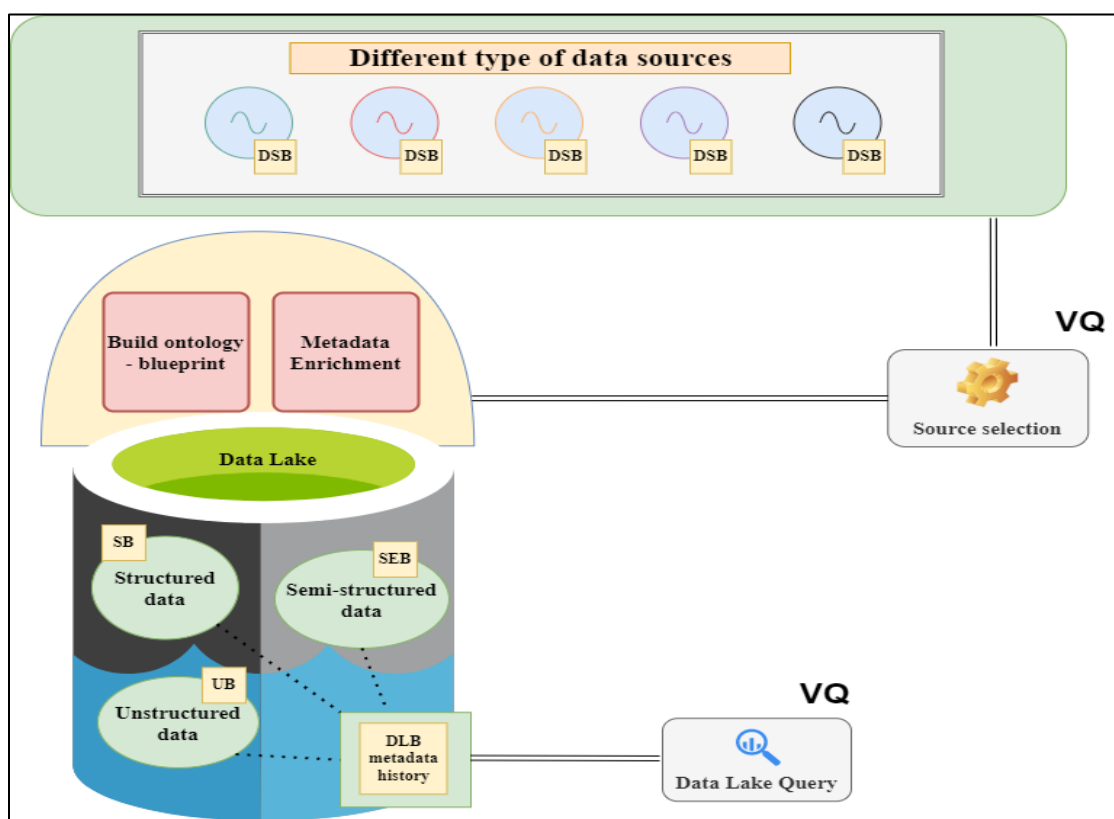 Different type of data sources
DSB
DSB
DSB
DSB
DSB
VQ
Build ontology
- blueprint
Metadata
Enrichment
Source selection
Data Lake
SB
Structured
data
SEB
Semi-structured
data
UB
Unstructured
data
DLB
metadata
history
VQ
Data Lake Query